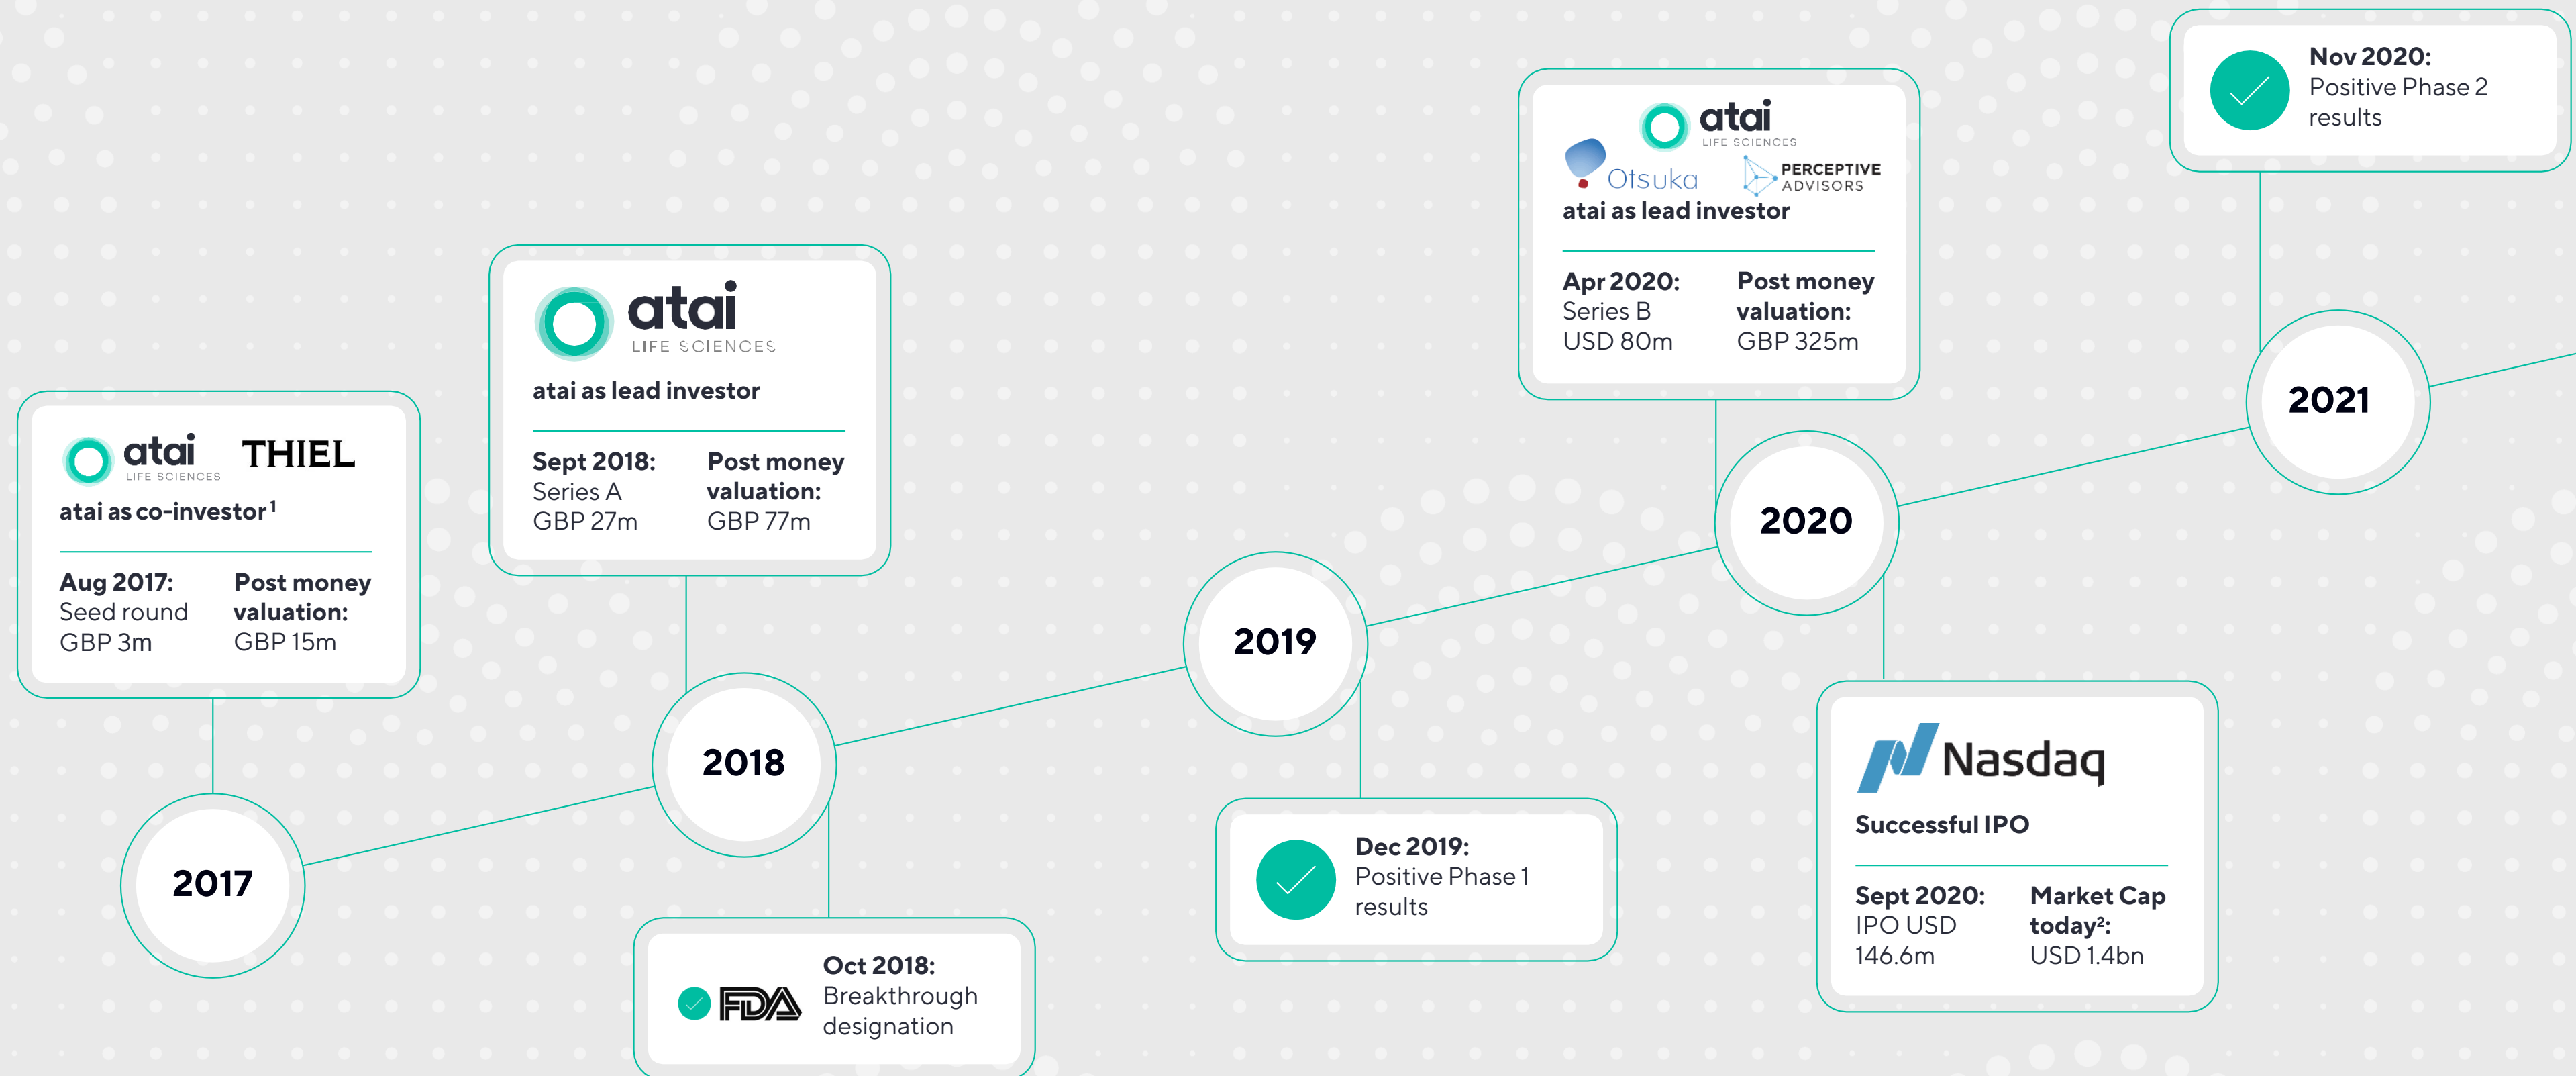 atai
LIFE SCIENCES
THIEL
atai as co-investor¹
Aug 2017:
Seed round
GBP 3m
Post money
valuation:
GBP 15m
2017
atai
LIFE SCIENCES
atai as lead investor
Sept 2018:
Series A
GBP 27m
Post money
valuation:
GBP 77m
2018
FDA
Oct 2018:
Breakthrough
designation
2019
Dec 2019:
Positive Phase 1
results
atai
LIFE SCIENCES
Otsuka
PERCEPTIVE
ADVISORS
atai as lead investor
Apr 2020:
Series B
USD 80m
Post money
valuation:
GBP 325m
2020
Nasdaq
Successful IPO
Sept 2020:
IPO USD
146.6m
Market Cap
today²:
USD 1.4bn
Nov 2020:
Positive Phase 2
results
2021